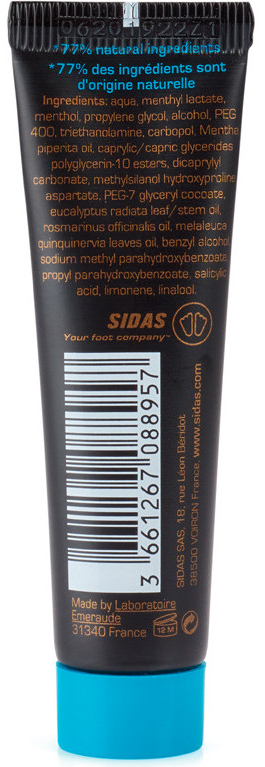 09201922Z1
*77% natural ingredients
*77% des ingrédients sont
d'origine naturelle
Ingredients: aqua, menthyl lactate,
menthol, propylene glycol, alcohol, PEG
400, triethanolamine, carbopol, Mentha
piperita oil, caprylic/capric glycerides
polyglycerin-10 esters, dicaprylyl
carbonate, methylsilanol hydroxyproline
aspartate, PEG-7 glyceryl cocoate,
eucalyptus radiata leaf/stem oil,
rosmarinus officinalis oil, melaleuca
quinquinervia leaves oil, benzyl alcohol,
sodium methyl parahydroxybenzoate,
propyl parahydroxybenzoate, salicylic
acid, limonene, linalool.
SIDAS
Your foot company™
3 661267 088957
SIDAS SAS, 18, rue Léon Béridot
38500 VOIRON France, www.sidas.com
Made by Laboratoire
Emeraude
31340 France
12 M